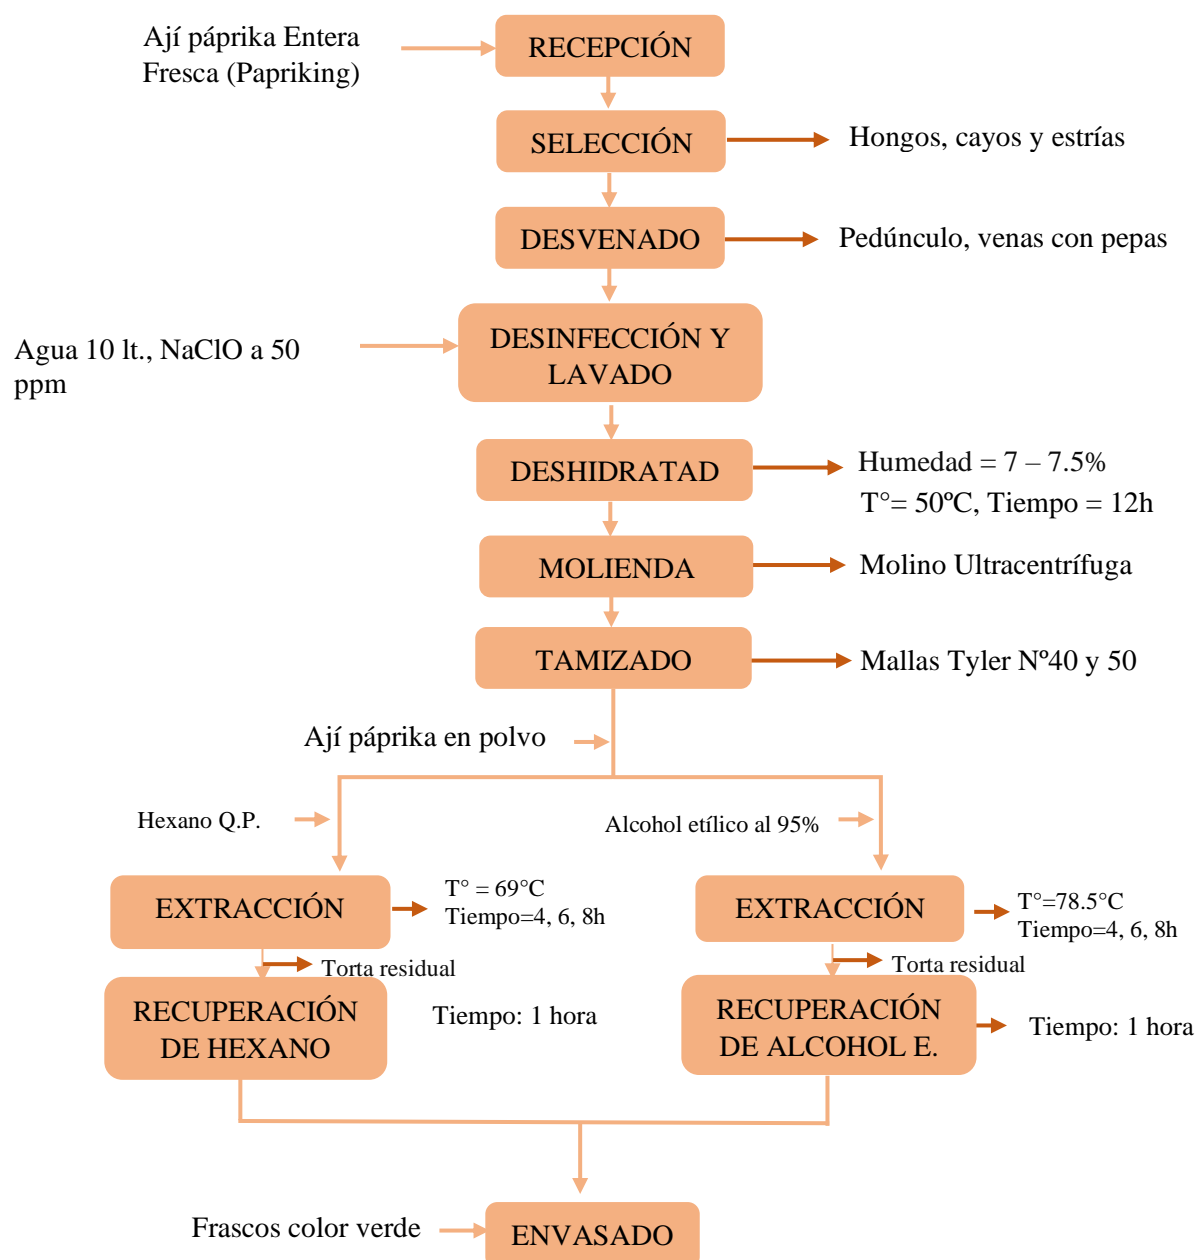 Ají páprika Entera
Fresca (Papriking)
RECEPCIÓN
SELECCIÓN
Hongos, cayos y estrías
DESVENADO
Pedúnculo, venas con pepas
Agua 10 lt., NaClO a 50
ppm
DESINFECCIÓN Y
LAVADO
DESHIDRATAD
Humedad = 7 – 7.5%
T°= 50ºC, Tiempo = 12h
MOLIENDA
Molino Ultracentrífuga
TAMIZADO
Mallas Tyler Nº40 y 50
Ají páprika en polvo
Hexano Q.P.
Alcohol etílico al 95%
EXTRACCIÓN
T° = 69°C
Tiempo=4, 6, 8h
EXTRACCIÓN
T°=78.5°C
Tiempo=4, 6, 8h
Torta residual
Torta residual
RECUPERACIÓN
DE HEXANO
Tiempo: 1 hora
RECUPERACIÓN
DE ALCOHOL E.
Tiempo: 1 hora
Frascos color verde
ENVASADO